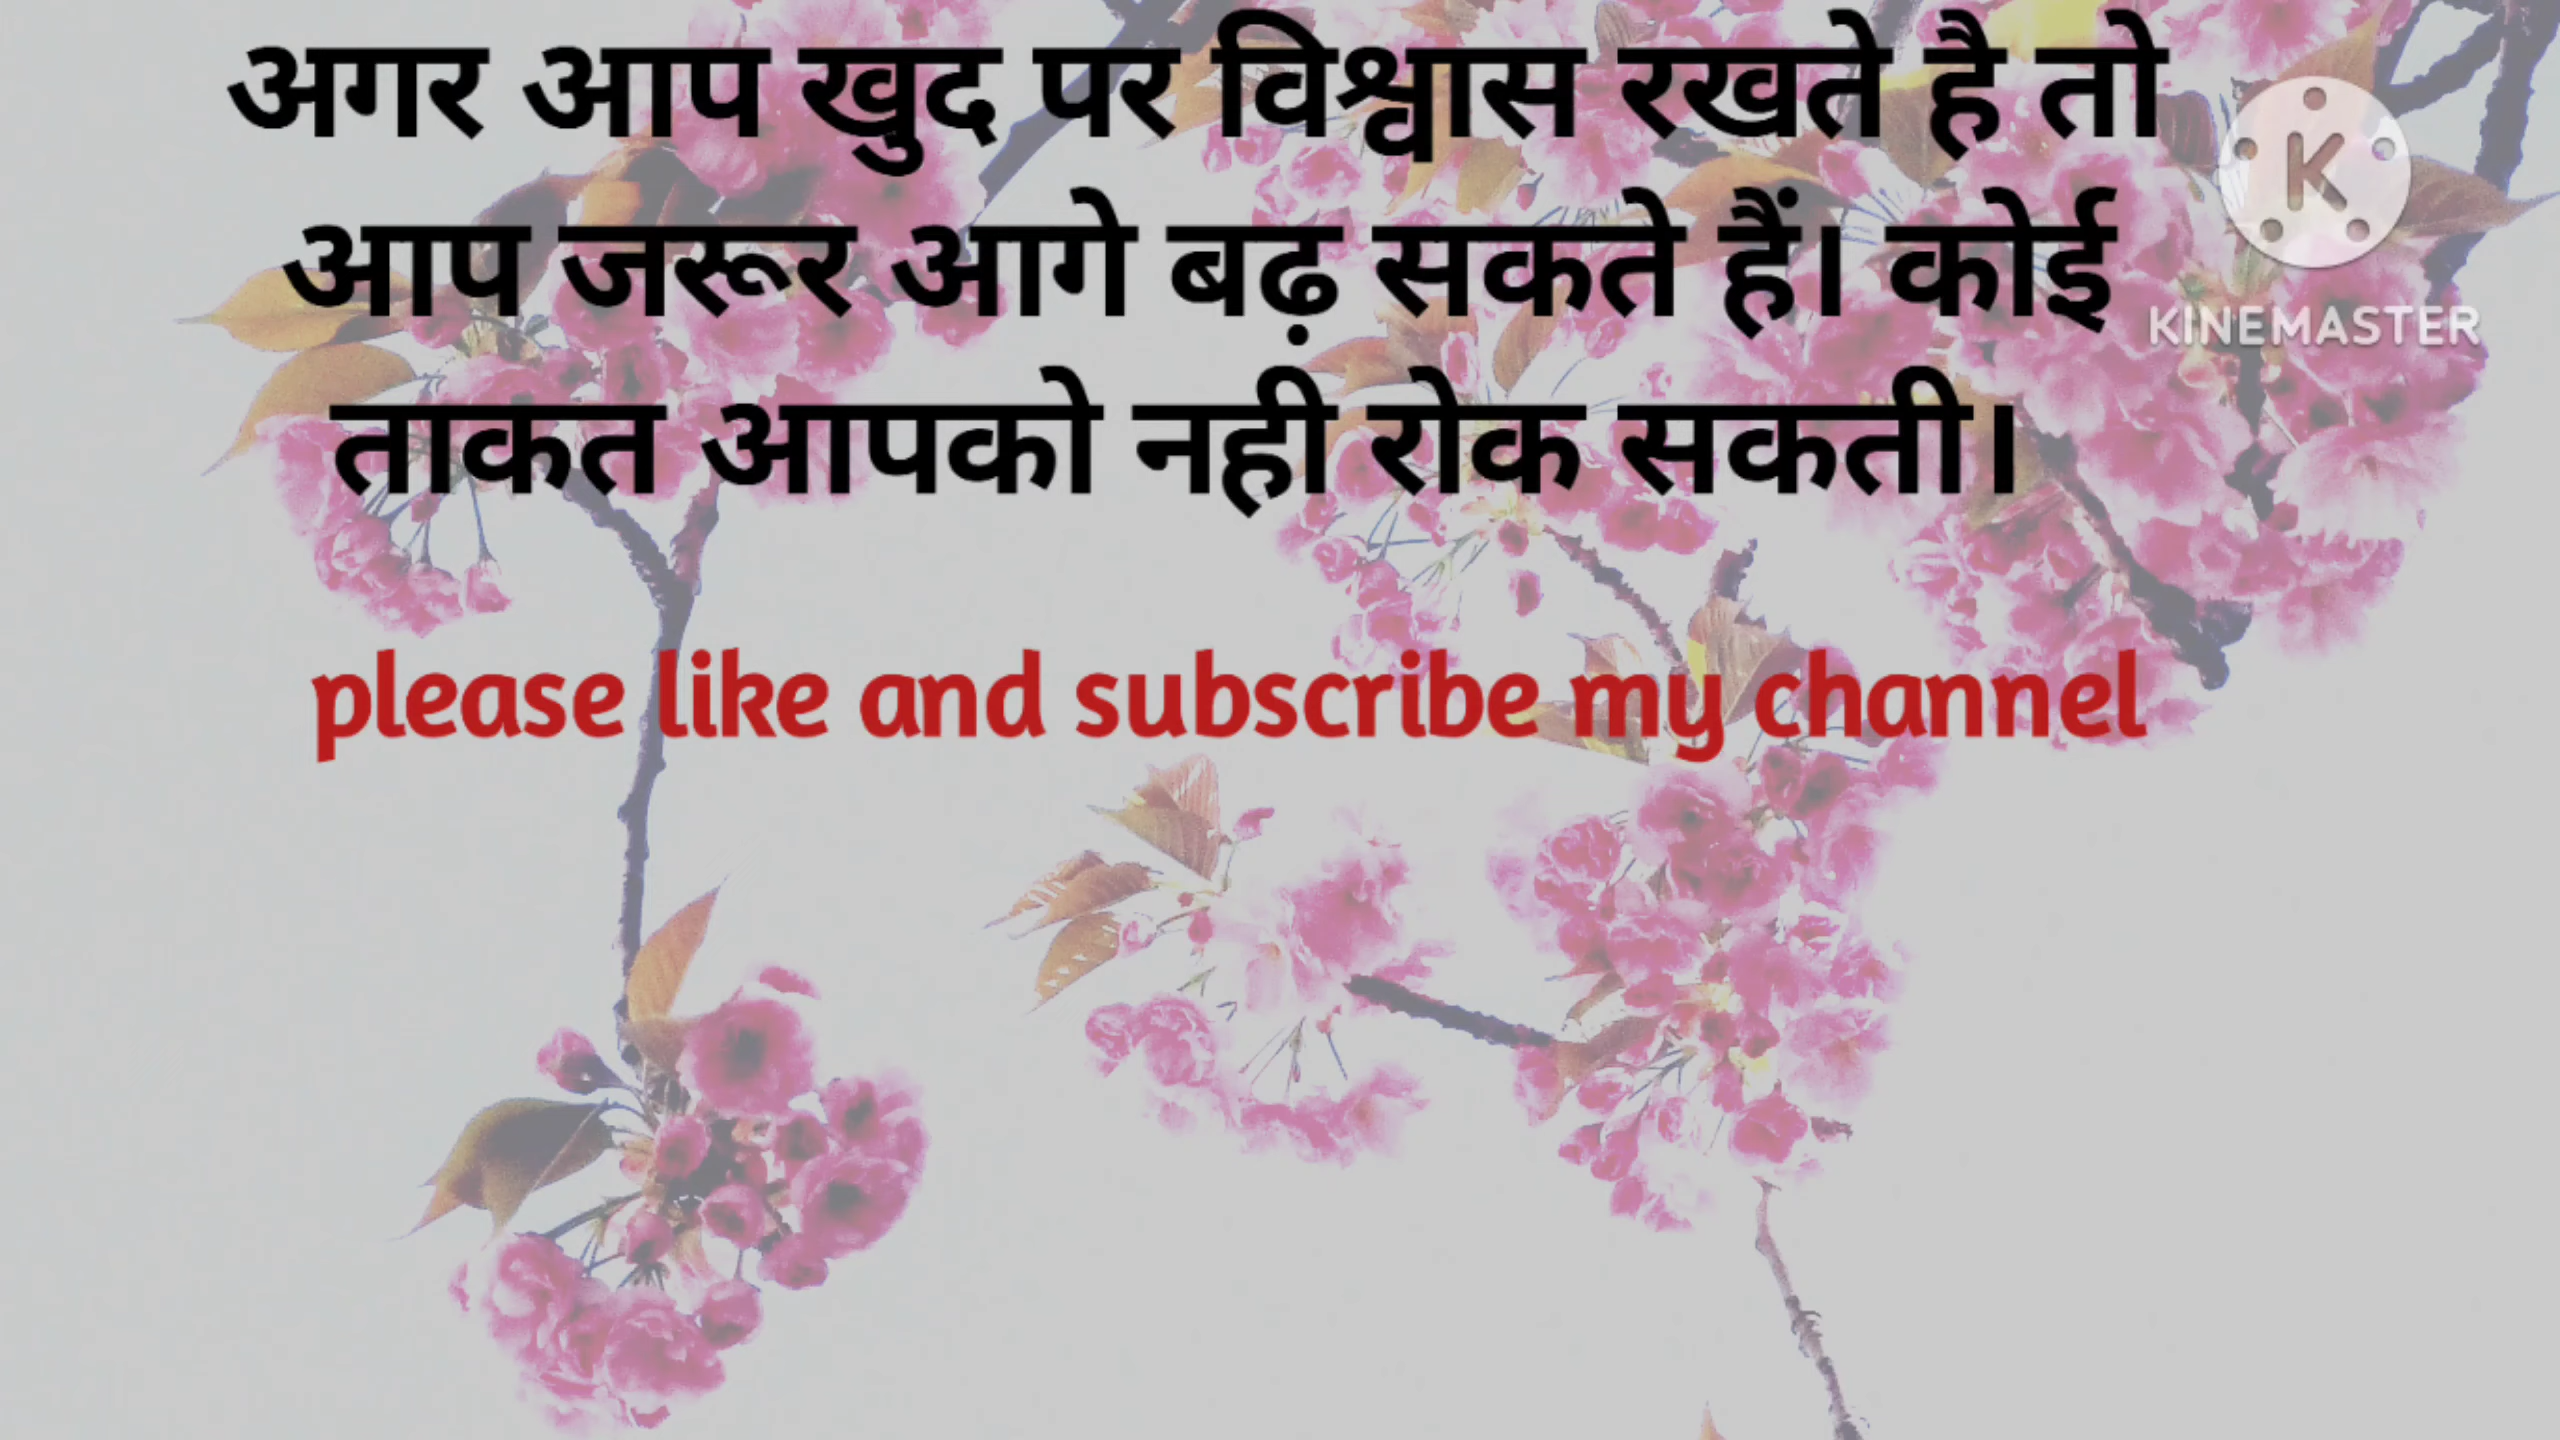 अगर आप खुद पर विश्वास रखते है तो
आप जरूर आगे बढ़ सकते हैं। कोई
ताकत आपको नही रोक सकती।
K
KINEMASTER
please like and subscribe my channel